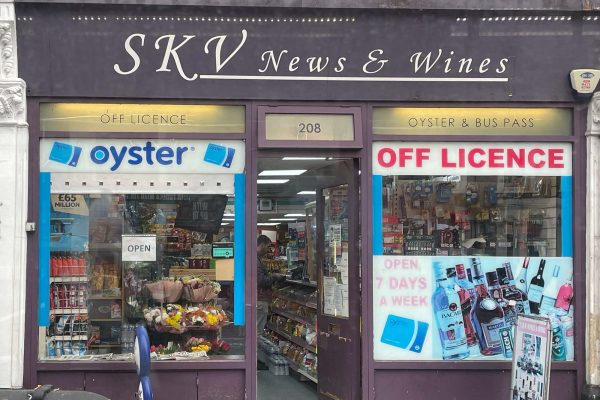 SKV News & Wines
OFF LICENCE
208
OYSTER & BUS PASS
oyster®
OFF LICENCE
£65
MILLION
OPEN
OPEN
7 DAYS
A WEEK
BACARDI